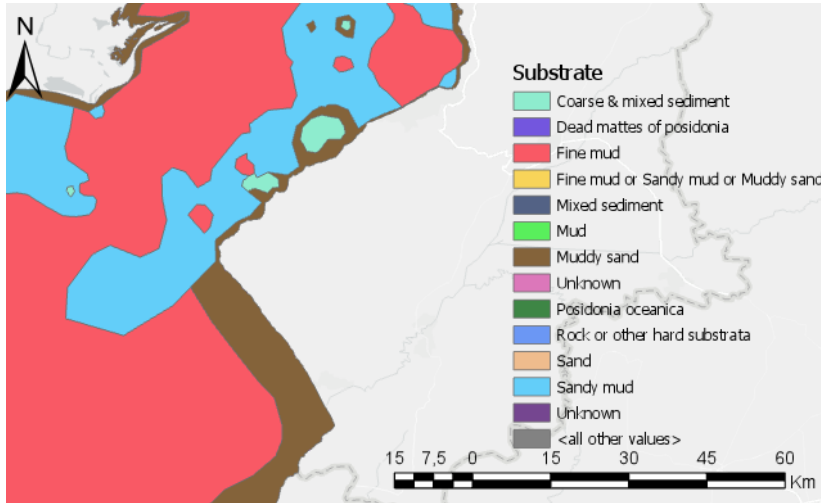 N
Substrate
Coarse & mixed sediment
Dead mattes of posidonia
Fine mud
Fine mud or Sandy mud or Muddy sand
Mixed sediment
Mud
Muddy sand
Unknown
Posidonia oceanica
Rock or other hard substrata
Sand
Sandy mud
Unknown
<all other values>
15 7,5 0 15 30 45 60
Km